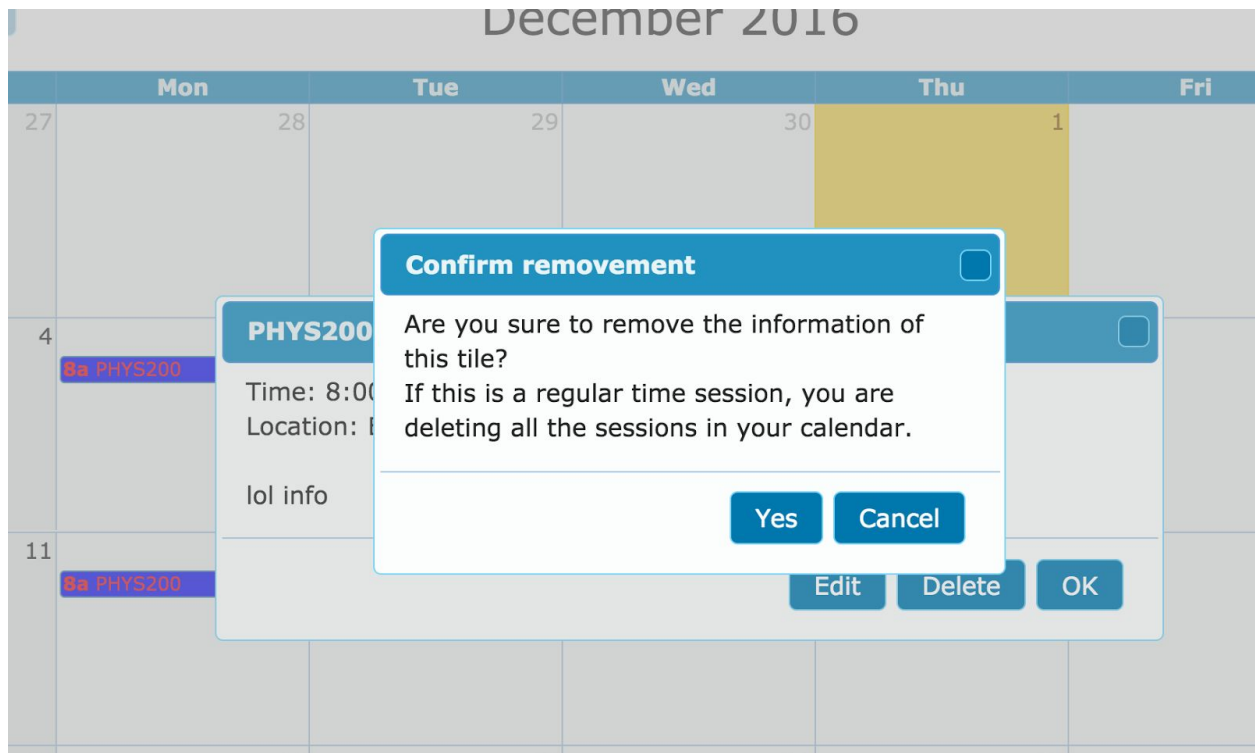 December 2016
Mon Tue Wed Thu Fri
27 28 29 30 1
Confirm removement
PHYS200
Are you sure to remove the information of
this tile?
If this is a regular time session, you are
deleting all the sessions in your calendar.
4
8a PHYS200
Time: 8:00
Location:
lol info
Yes Cancel
11
8a PHYS200
Edit Delete OK